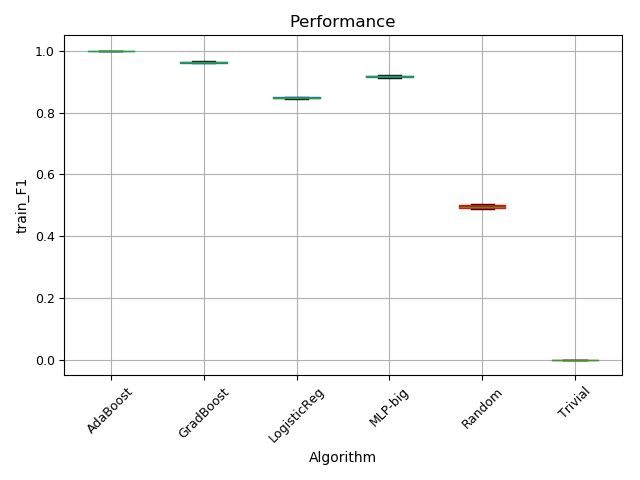 Performance
train_F1
1.0
0.8
0.6
0.4
0.2
0.0
AdaBoost
GradBoost
LogisticReg
MLP-big
Random
Trivial
Algorithm